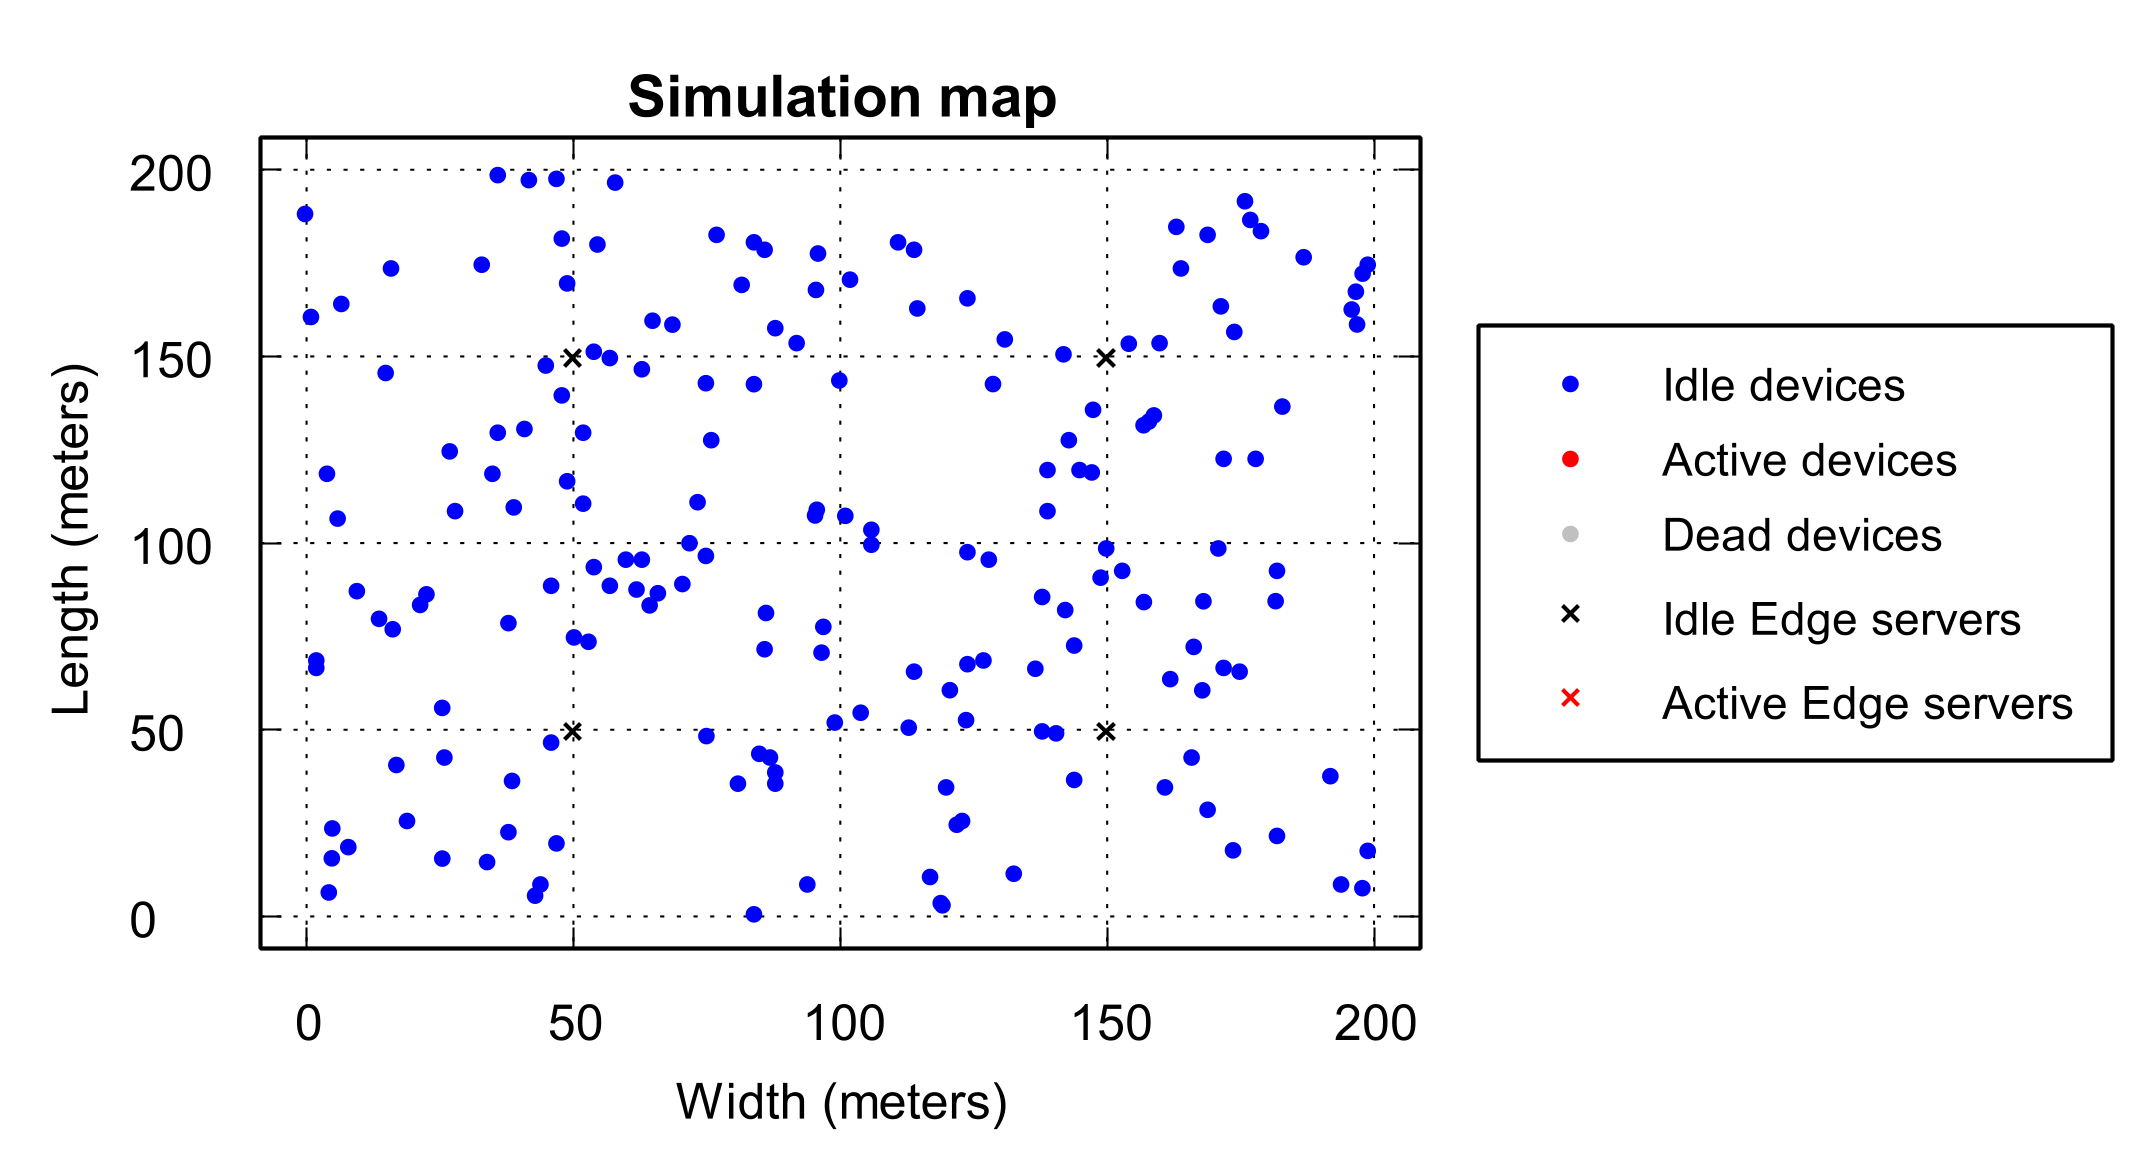 Simulation map
200
150
100
50
0
Length (meters)
0 50 100 150 200
Width (meters)
Idle devices
Active devices
Dead devices
Idle Edge servers
Active Edge servers